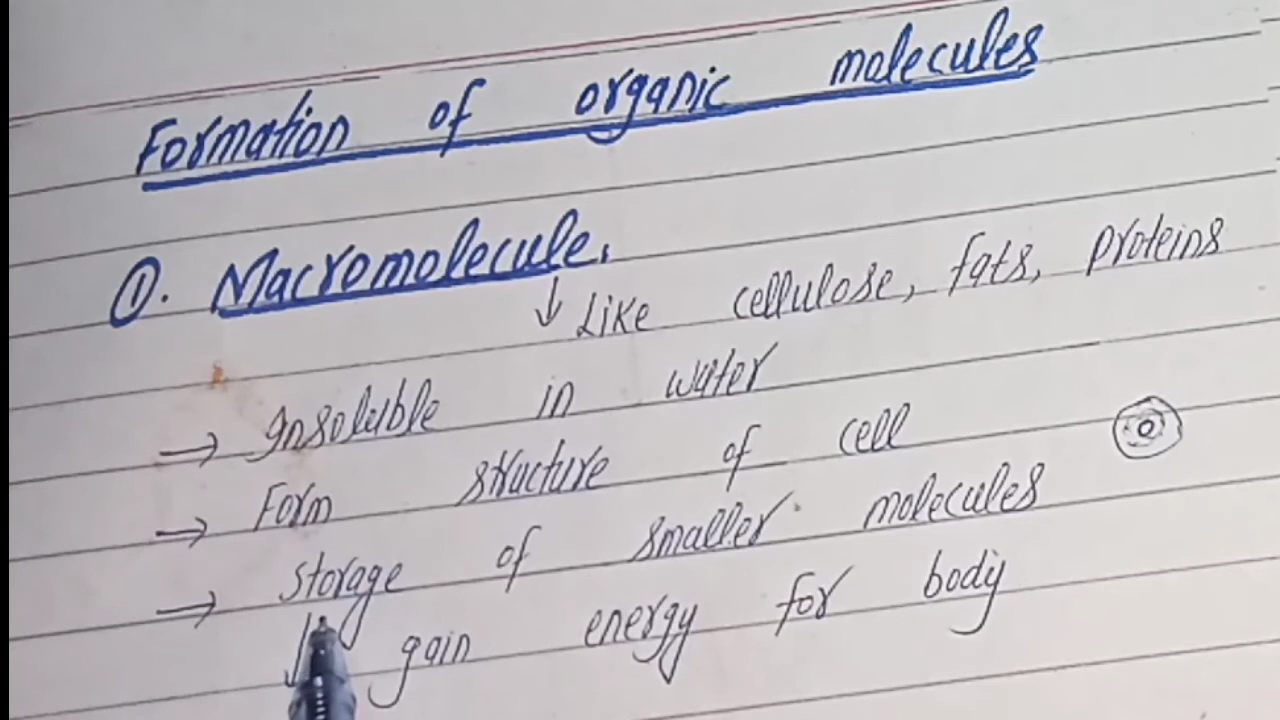 Formation of organic molecules
①. Macromolecule.
↓ Like cellulose, fats, proteins
→ Insoluble in water
→ Form structure of cell
→ Storage of smaller molecules
↓ gain energy for body